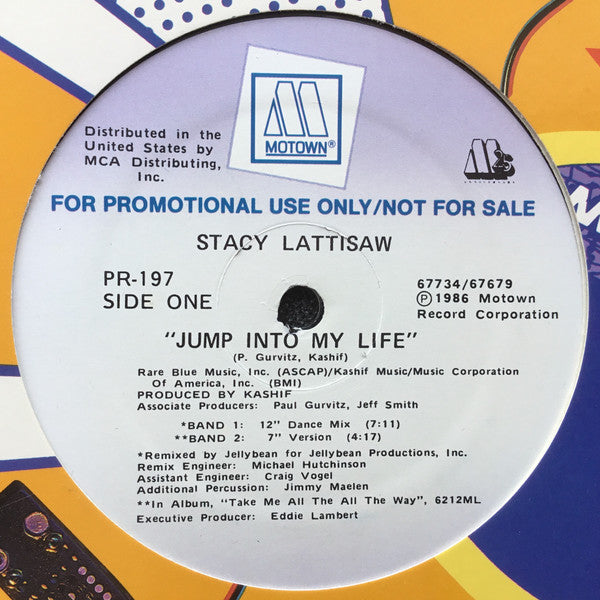 MOTOWN®
Distributed in the
United States by
MCA Distributing,
Inc.
FOR PROMOTIONAL USE ONLY/NOT FOR SALE
STACY LATTISAW
PR-197
SIDE ONE
67734/67679
Ⓟ 1986 Motown
Record Corporation
"JUMP INTO MY LIFE"
(P. Gurvitz, Kashif)
Rare Blue Music, Inc. (ASCAP)/Kashif Music/Music Corporation
Of America, Inc. (BMI)
PRODUCED BY KASHIF
Associate Producers: Paul Gurvitz, Jeff Smith
*BAND 1: 12" Dance Mix (7:11)
**BAND 2: 7" Version (4:17)
*Remixed by Jellybean for Jellybean Productions, Inc.
Remix Engineer: Michael Hutchinson
Assistant Engineer: Craig Vogel
Additional Percussion: Jimmy Maelen
**In Album, "Take Me All The All The Way", 6212ML
Executive Producer: Eddie Lambert